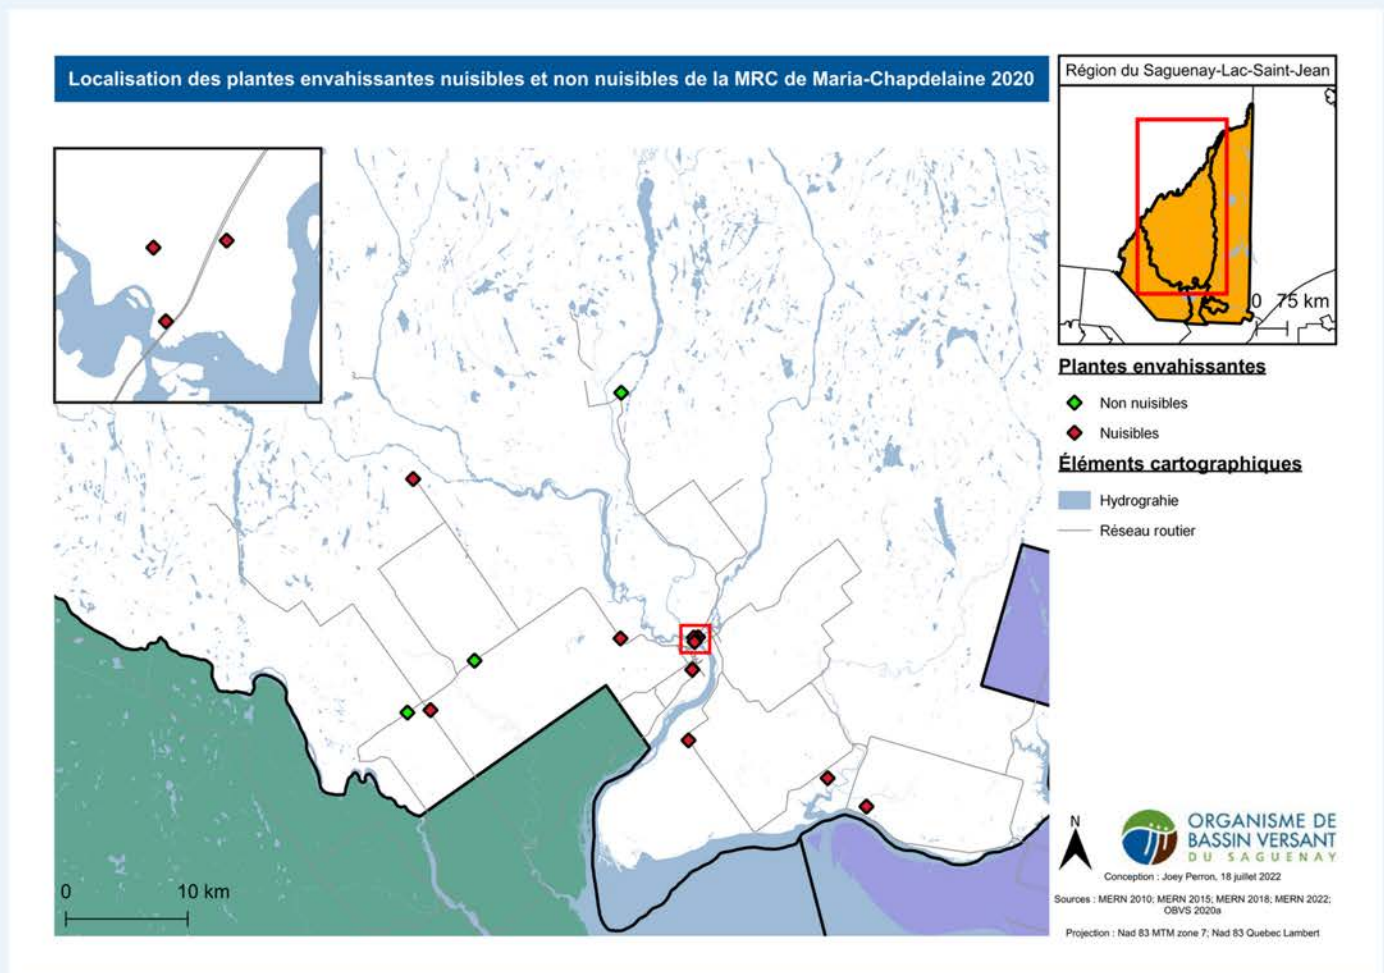 Localisation des plantes envahissantes nuisibles et non nuisibles de la MRC de Maria-Chapdelaine 2020
Région du Saguenay-Lac-Saint-Jean
0 75 km
Plantes envahissantes
Non nuisibles
Nuisibles
Éléments cartographiques
Hydrograhie
Réseau routier
0 10 km
N
ORGANISME DE
BASSIN VERSANT
DU SAGUENAY
Conception : Joey Perron, 18 juillet 2022
Sources : MERN 2010; MERN 2015; MERN 2018; MERN 2022;
OBVS 2020a
Projection : Nad 83 MTM zone 7; Nad 83 Quebec Lambert